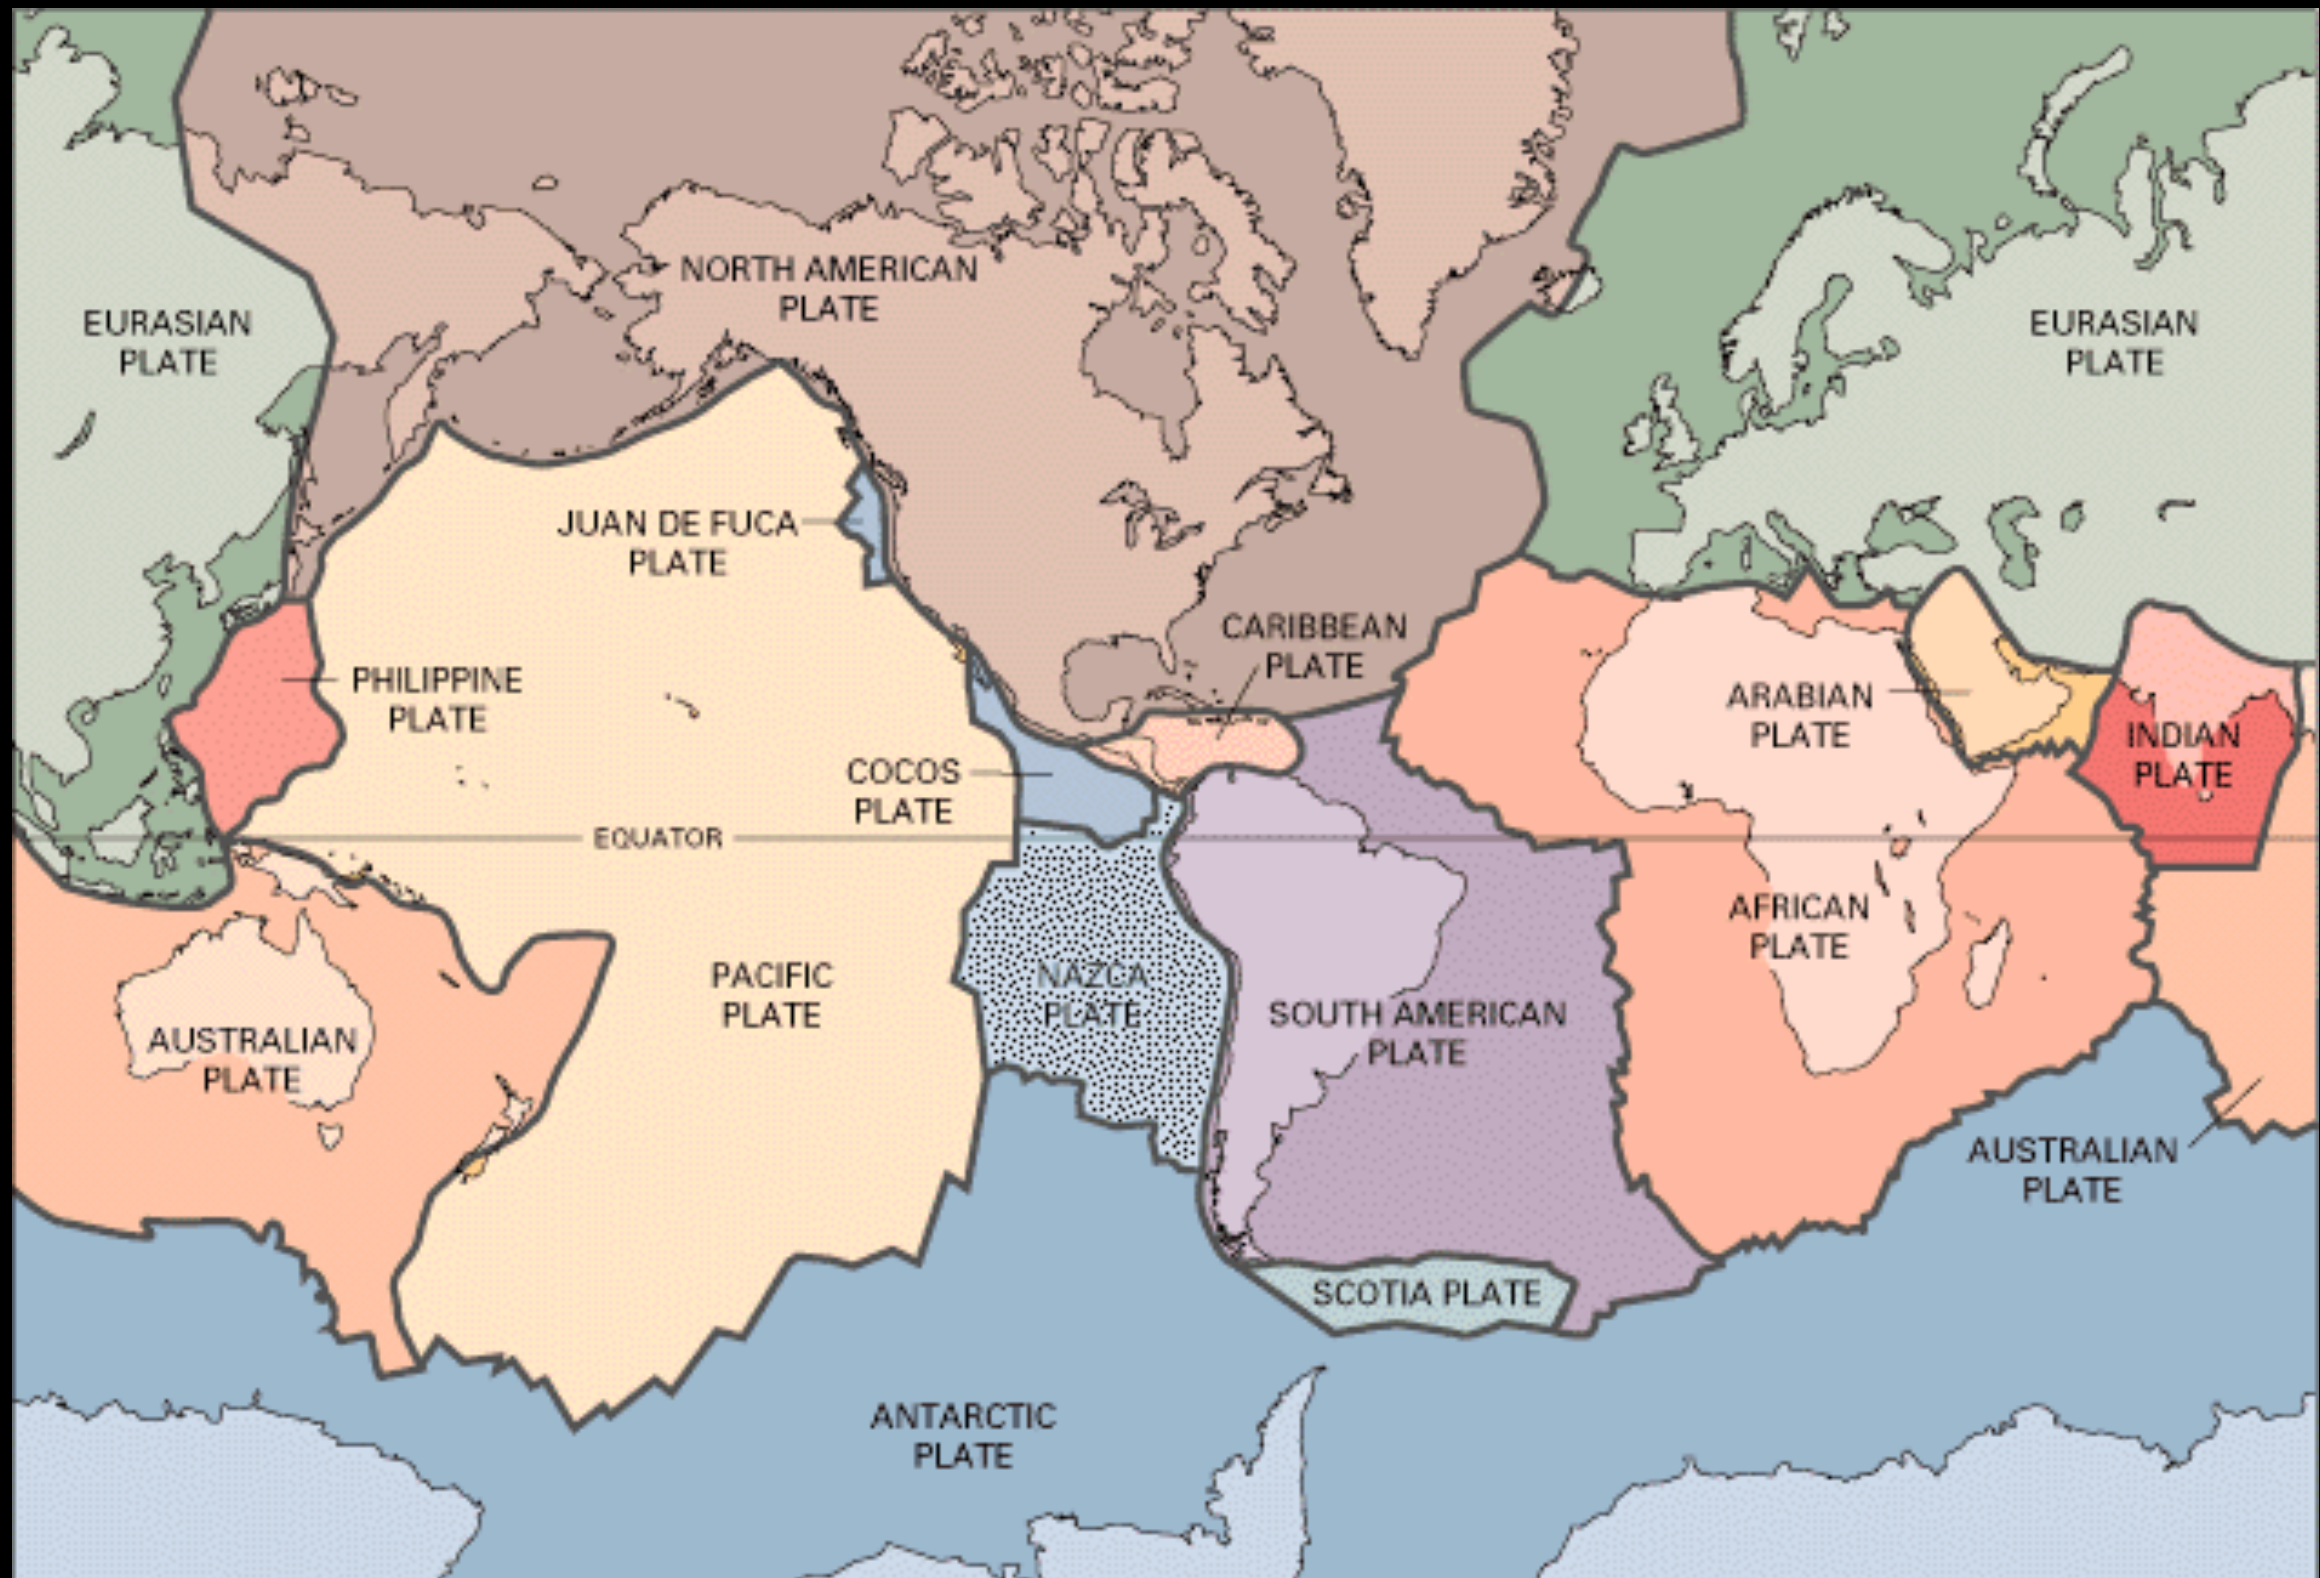 NORTH AMERICAN
PLATE
EURASIAN
PLATE
EURASIAN
PLATE
JUAN DE FUCA
PLATE
CARIBBEAN
PLATE
PHILIPPINE
PLATE
ARABIAN
PLATE
INDIAN
PLATE
COCOS
PLATE
EQUATOR
AFRICAN
PLATE
PACIFIC
PLATE
NAZCA
PLATE
SOUTH AMERICAN
PLATE
AUSTRALIAN
PLATE
AUSTRALIAN
PLATE
SCOTIA PLATE
ANTARCTIC
PLATE